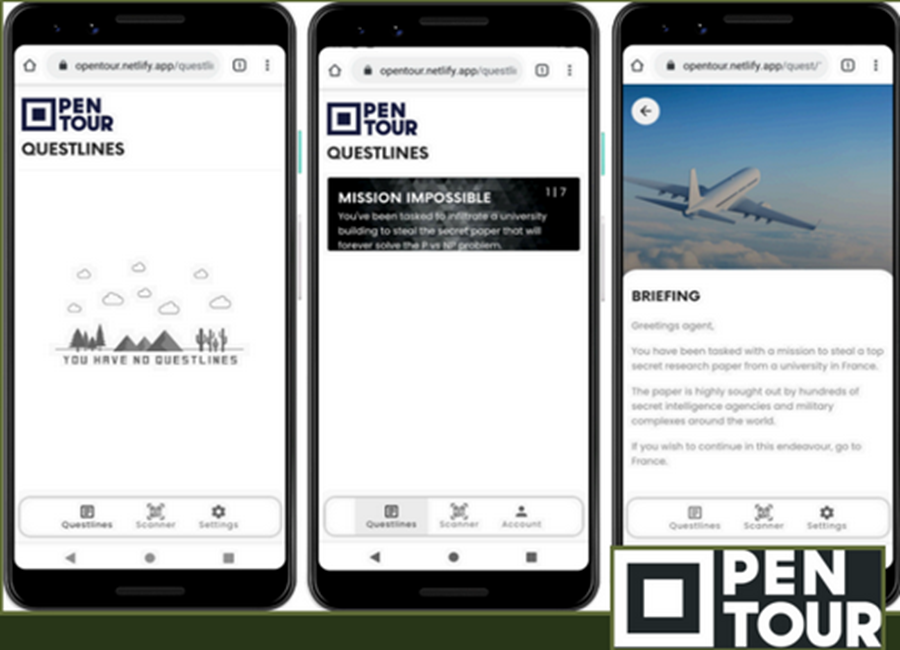 opentour.netlify.app/questli
1
PEN
TOUR
QUESTLINES
YOU HAVE NO QUESTLINES
Questlines Scanner Settings
opentour.netlify.app/questli
1
PEN
TOUR
QUESTLINES
MISSION IMPOSSIBLE 1|7
You've been tasked to infiltrate a university
building to steal the secret paper that will
forever solve the P vs NP problem.
Questlines Scanner Account
opentour.netlify.app/quest/
1
BRIEFING
Greetings agent,
You have been tasked with a mission to steal a top
secret research paper from a university in France.
The paper is highly sought out by hundreds of
secret intelligence agencies and military
complexes around the world.
If you wish to continue in this endeavour, go to
France.
Questlines Scanner Settings
PEN
TOUR